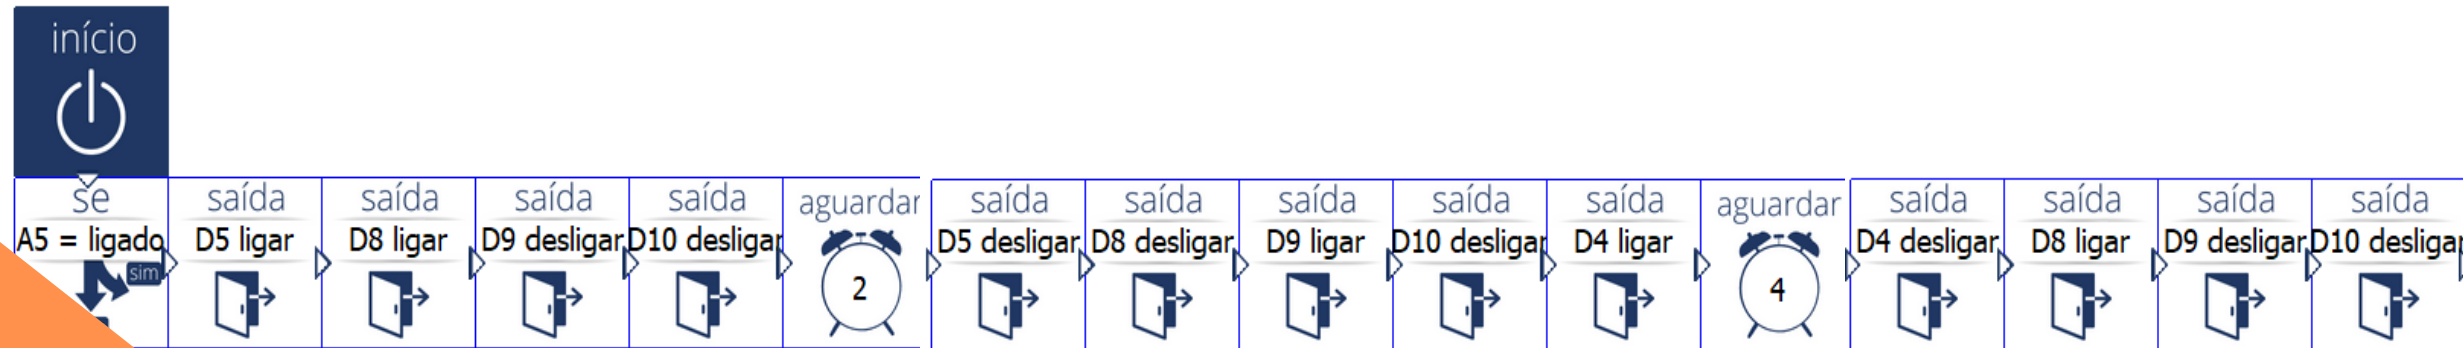 início
se
A5 = ligado
sim
saída
D5 ligar
saída
D8 ligar
saída
D9 desligar
saída
D10 desligar
aguardar
2
saída
D5 desligar
saída
D8 desligar
saída
D9 ligar
saída
D10 desligar
saída
D4 ligar
aguardar
4
saída
D4 desligar
saída
D8 ligar
saída
D9 desligar
saída
D10 desligar